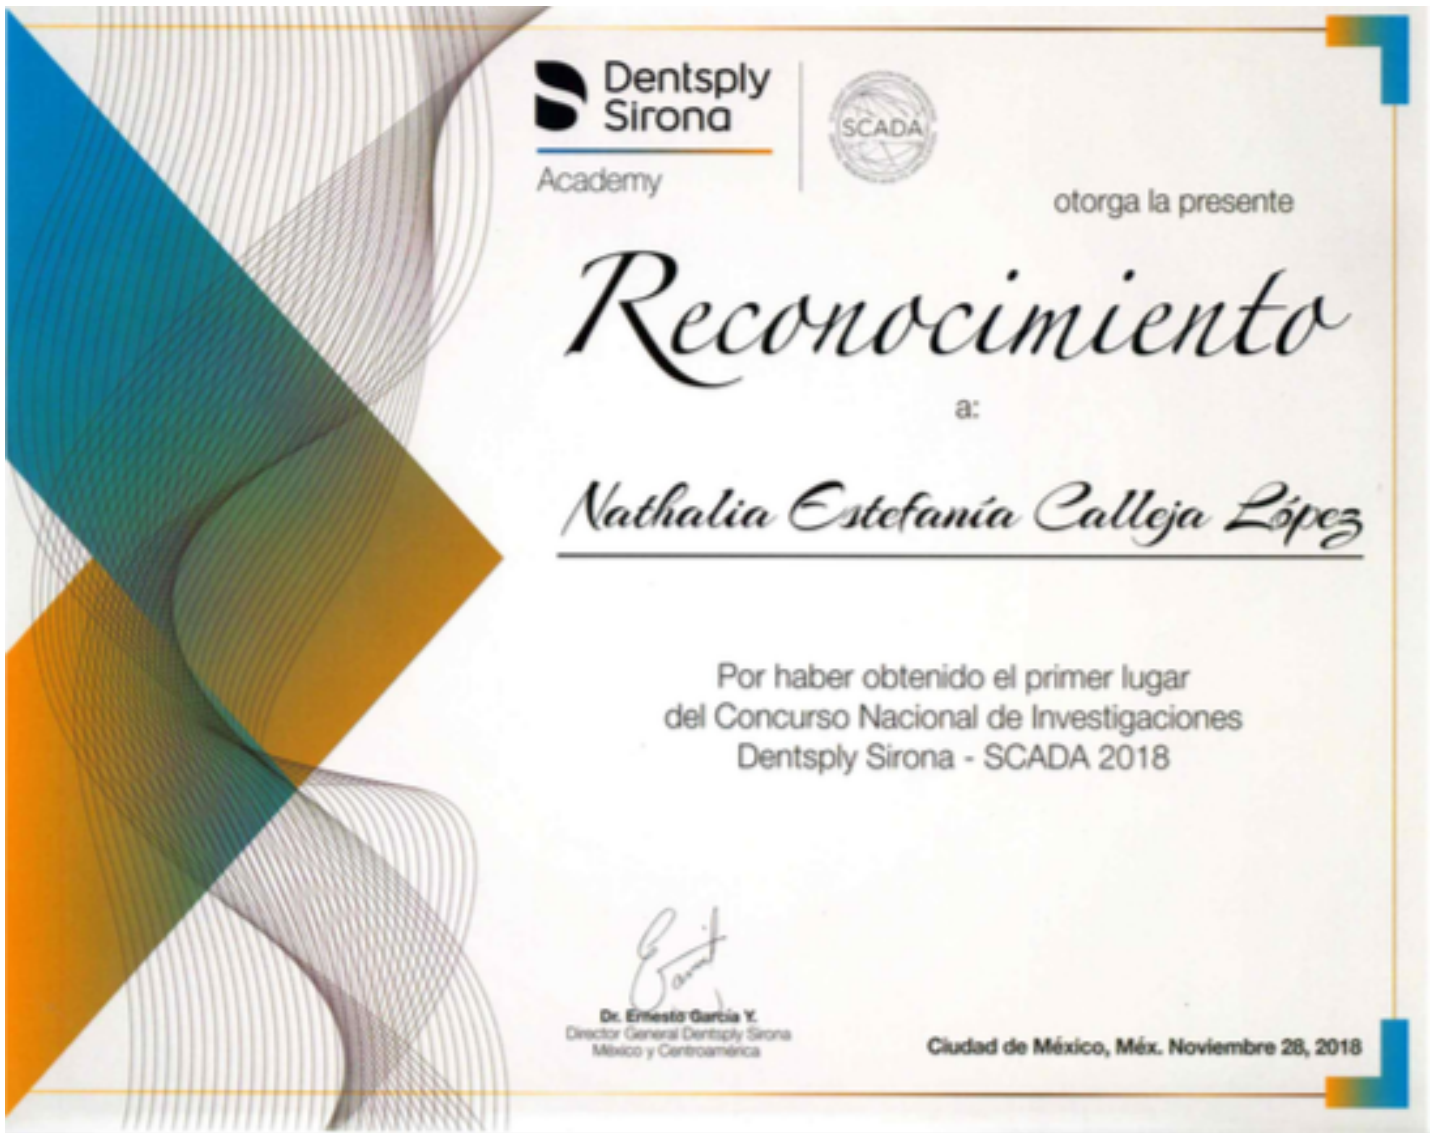 Dentsply
Sirona
Academy
SCADA
otorga la presente
Reconocimiento
a:
Nathalia Estefanía Calleja López
Por haber obtenido el primer lugar
del Concurso Nacional de Investigaciones
Dentsply Sirona - SCADA 2018
Dr. Ernesto García Y.
Director General Dentsply Sirona
México y Centroamérica
Ciudad de México, Méx. Noviembre 28, 2018